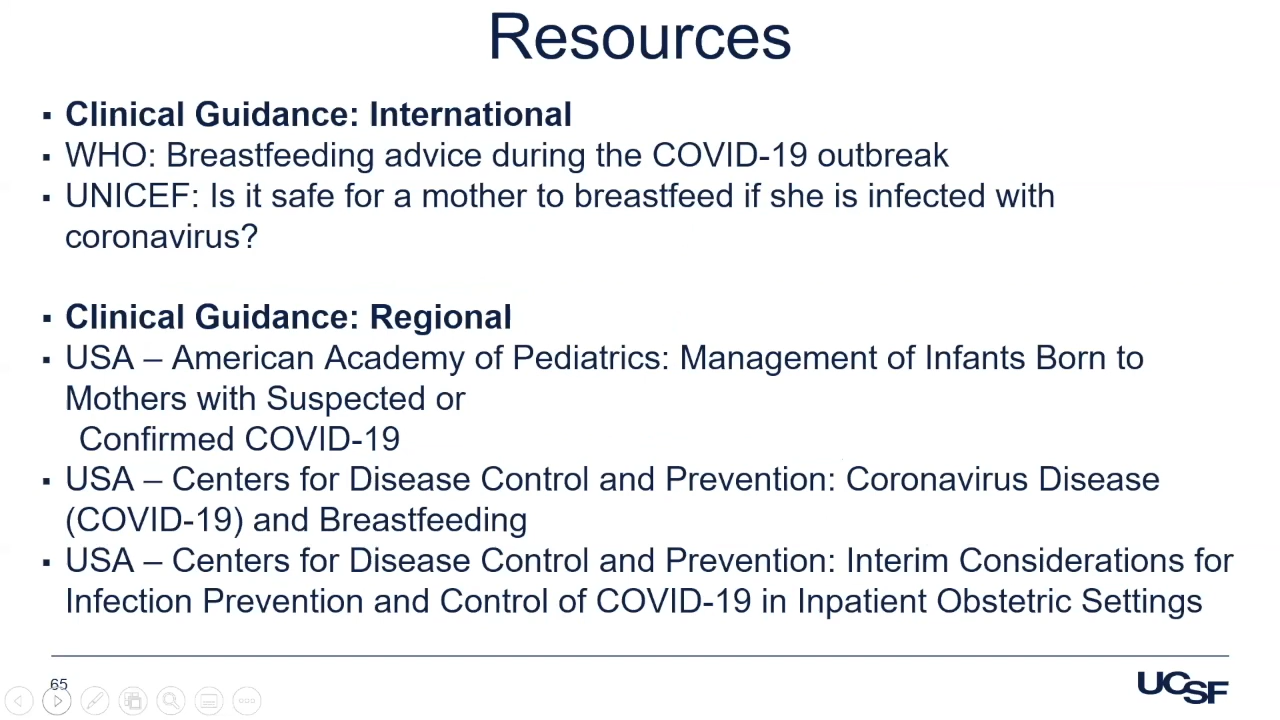 Resources
▪ Clinical Guidance: International
▪ WHO: Breastfeeding advice during the COVID-19 outbreak
▪ UNICEF: Is it safe for a mother to breastfeed if she is infected with
coronavirus?
▪ Clinical Guidance: Regional
▪ USA – American Academy of Pediatrics: Management of Infants Born to
Mothers with Suspected or
Confirmed COVID-19
▪ USA – Centers for Disease Control and Prevention: Coronavirus Disease
(COVID-19) and Breastfeeding
▪ USA – Centers for Disease Control and Prevention: Interim Considerations for
Infection Prevention and Control of COVID-19 in Inpatient Obstetric Settings
65
UCSF